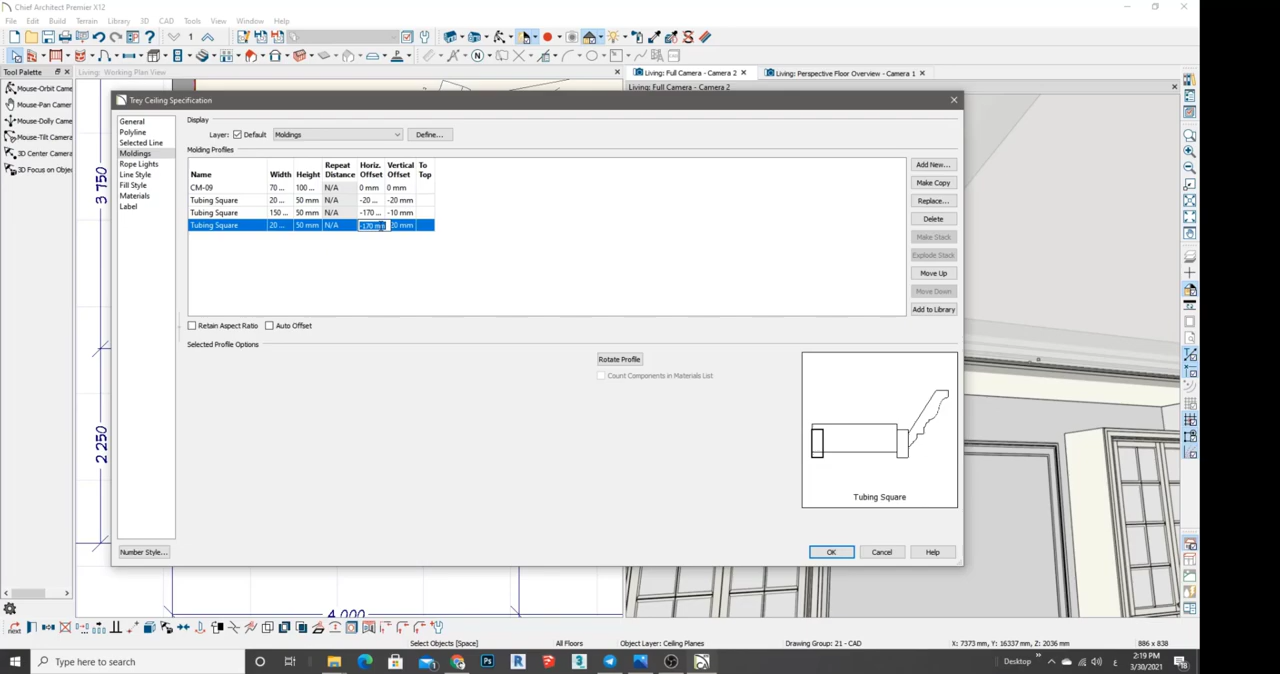 Chief Architect Premier X12
File Edit Build Terrain Library 3D CAD Tools View Window Help
1
Tool Palette
Living: Working Plan View
Living: Full Camera - Camera 2
Living: Perspective Floor Overview - Camera 1
Living: Full Camera - Camera 2
Mouse-Orbit Came
Mouse-Pan Camer
Mouse-Dolly Came
Mouse-Tilt Camera
3D Center Camera
3D Focus on Objec
Trey Ceiling Specification
General
Polyline
Selected Line
Moldings
Rope Lights
Line Style
Fill Style
Materials
Label
Display
Layer: Default Moldings Define...
Molding Profiles
Name Width Height Repeat Distance Horiz. Offset Vertical Offset To Top
CM-09 70 ... 100 ... N/A 0 mm 0 mm
Tubing Square 20 ... 50 mm N/A -20 ... -20 mm
Tubing Square 150 ... 50 mm N/A -170 ... -10 mm
Tubing Square 20 ... 50 mm N/A -170 mm 20 mm
Add New...
Make Copy
Replace...
Delete
Make Stack
Explode Stack
Move Up
Move Down
Add to Library
Retain Aspect Ratio Auto Offset
Selected Profile Options
Rotate Profile
Count Components in Materials List
Tubing Square
Number Style...
OK Cancel Help
3 750
2 250
4 000
next
Select Objects [Space] All Floors Object Layer: Ceiling Planes Drawing Group: 21 - CAD X: 7373 mm, Y: 16337 mm, Z: 2036 mm 886 x 838
Type here to search
Desktop
ع
2:19 PM
3/30/2021